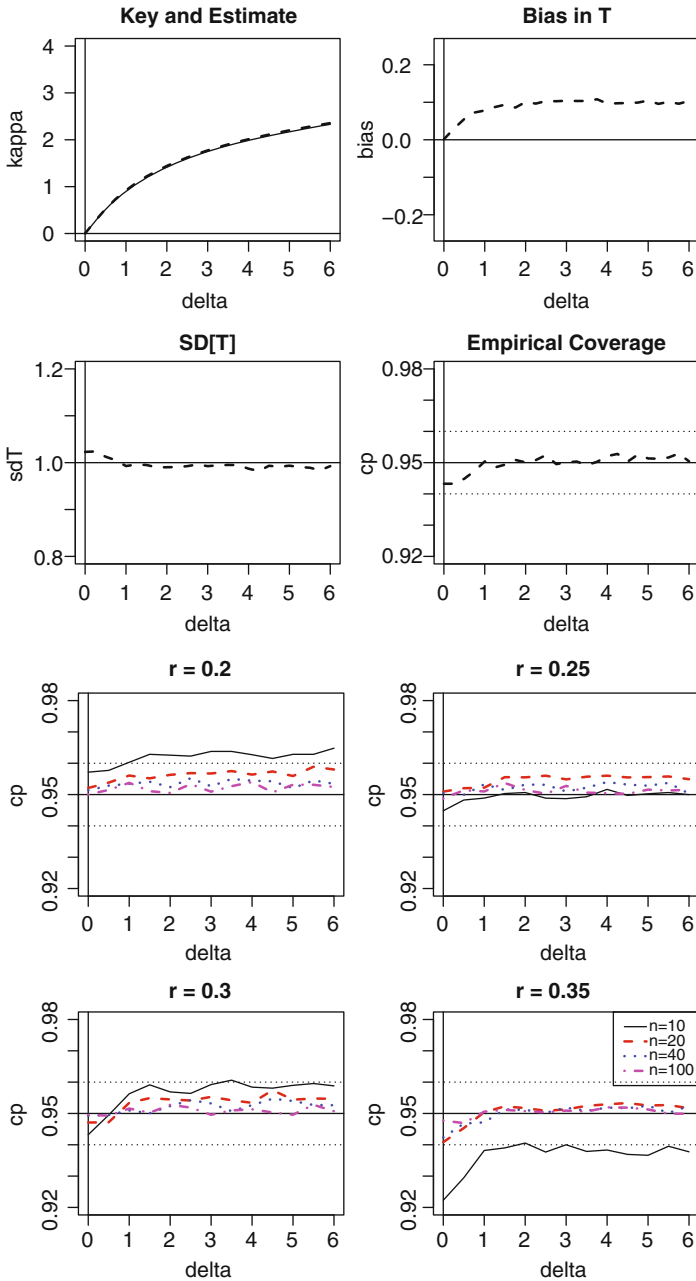 Key and Estimate
kappa
4
3
2
1
0
0 1 2 3 4 5 6
delta
Bias in T
bias
0.2
0.0
−0.2
0 1 2 3 4 5 6
delta
SD[T]
sdT
1.2
1.0
0.8
0 1 2 3 4 5 6
delta
Empirical Coverage
cp
0.98
0.95
0.92
0 1 2 3 4 5 6
delta
r = 0.2
cp
0.98
0.95
0.92
0 1 2 3 4 5 6
delta
r = 0.25
cp
0.98
0.95
0.92
0 1 2 3 4 5 6
delta
r = 0.3
cp
0.98
0.95
0.92
0 1 2 3 4 5 6
delta
r = 0.35
cp
0.98
0.95
0.92
n=10
n=20
n=40
n=100
0 1 2 3 4 5 6
delta